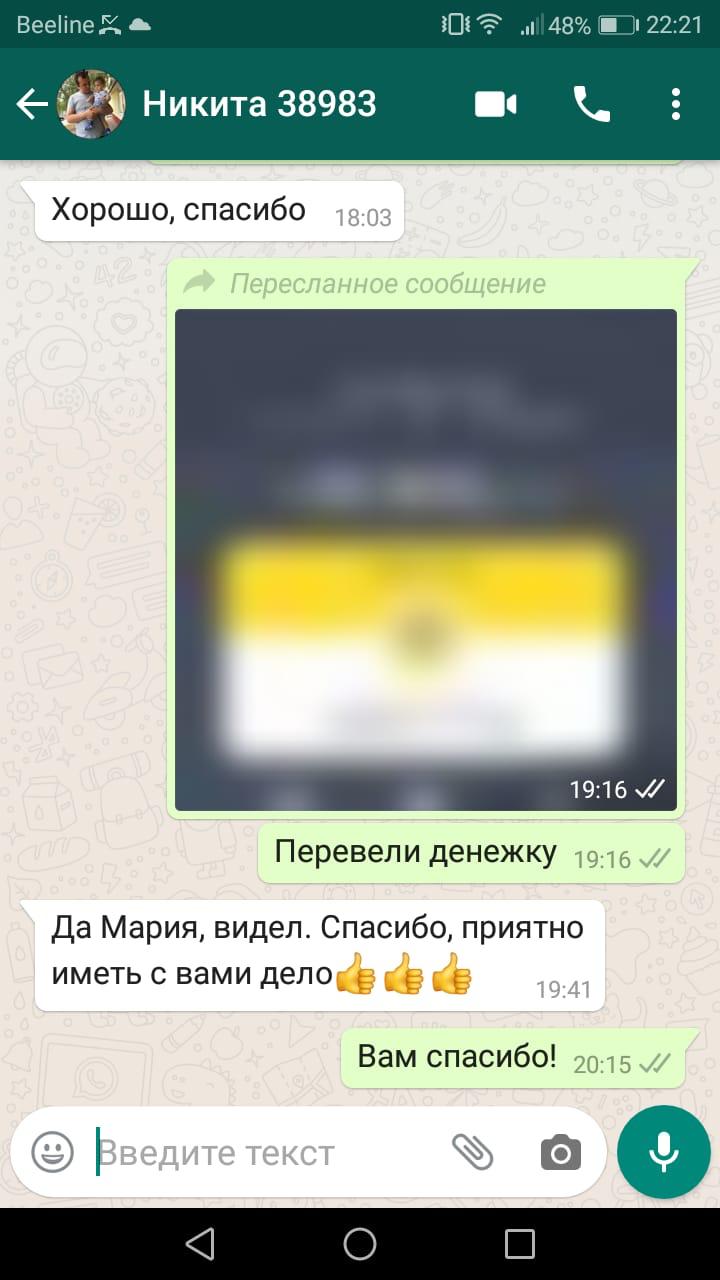 Beeline 48% 22:21
Никита 38983
Хорошо, спасибо 18:03
Пересланное сообщение
19:16
Перевели денежку 19:16
Да Мария, видел. Спасибо, приятно
иметь с вами дело👍👍👍 19:41
Вам спасибо! 20:15
Введите текст